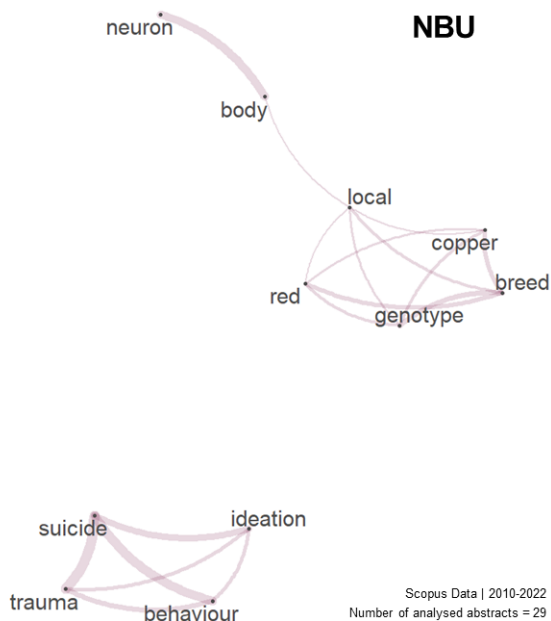 NBU
neuron
body
local
copper
breed
red
genotype
suicide
ideation
trauma
behaviour
Scopus Data | 2010-2022
Number of analysed abstracts = 29